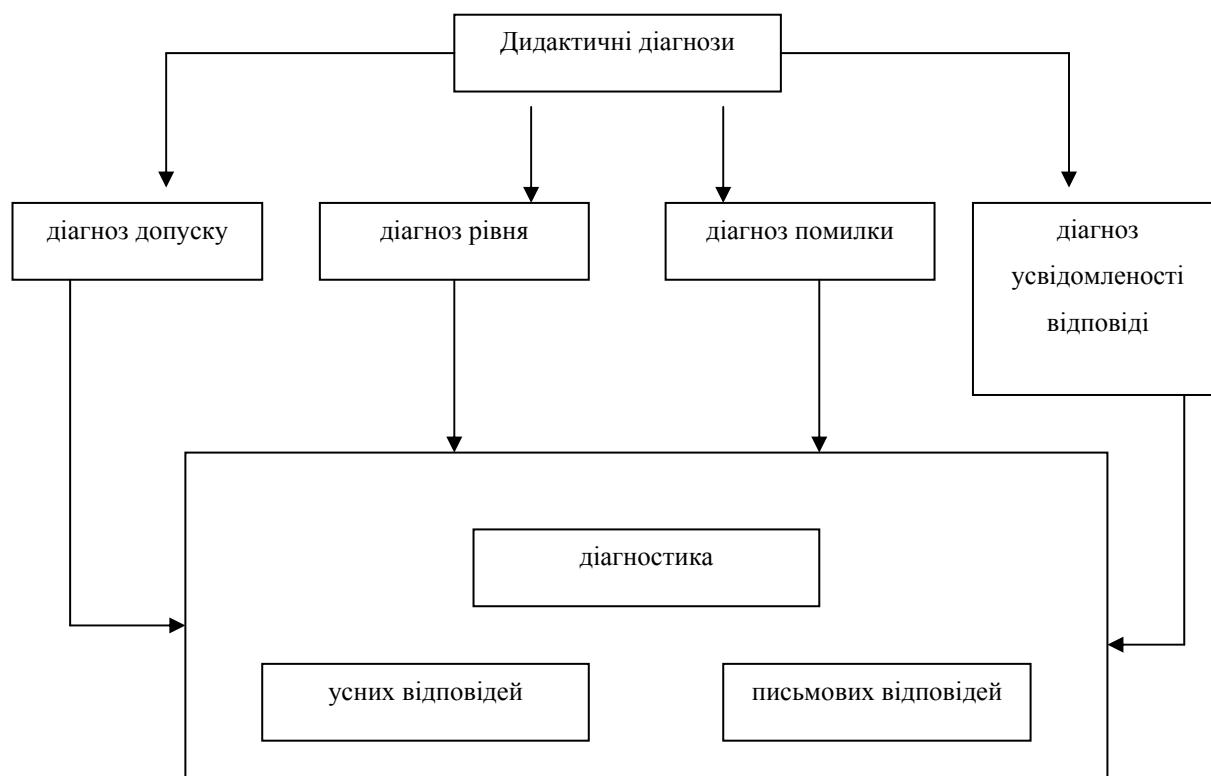 Дидактичні діагнози
діагноз допуску
діагноз рівня
діагноз помилки
діагноз
усвідомленості
відповіді
діагностика
усних відповідей
письмових відповідей